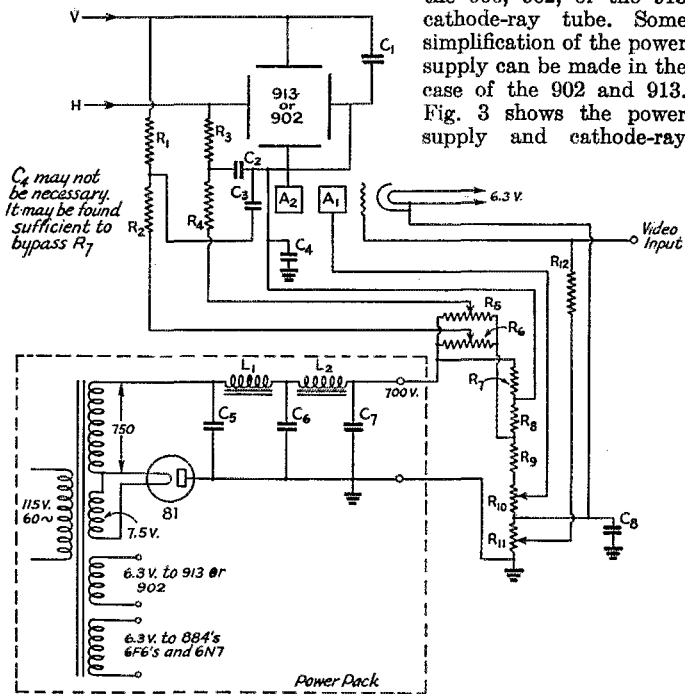 the 902, or the 913
cathode-ray tube. Some
simplification of the power
supply can be made in the
case of the 902 and 913.
Fig. 3 shows the power
supply and cathode-ray
V
C1
913
or
902
H
R1
R3
C2
C3
C4 may not
be necessary.
It may be found
sufficient to
bypass R7
R2
R4
A2
A1
6.3 V.
Video
Input
C4
R12
R5
R6
L1
L2
700 V.
R7
R8
750
C5
C6
C7
R9
115 V.
60~
81
7.5 V.
R10
R11
C8
6.3 V. to 913 or
902
6.3 V. to 884's
6F6's and 6N7
Power Pack